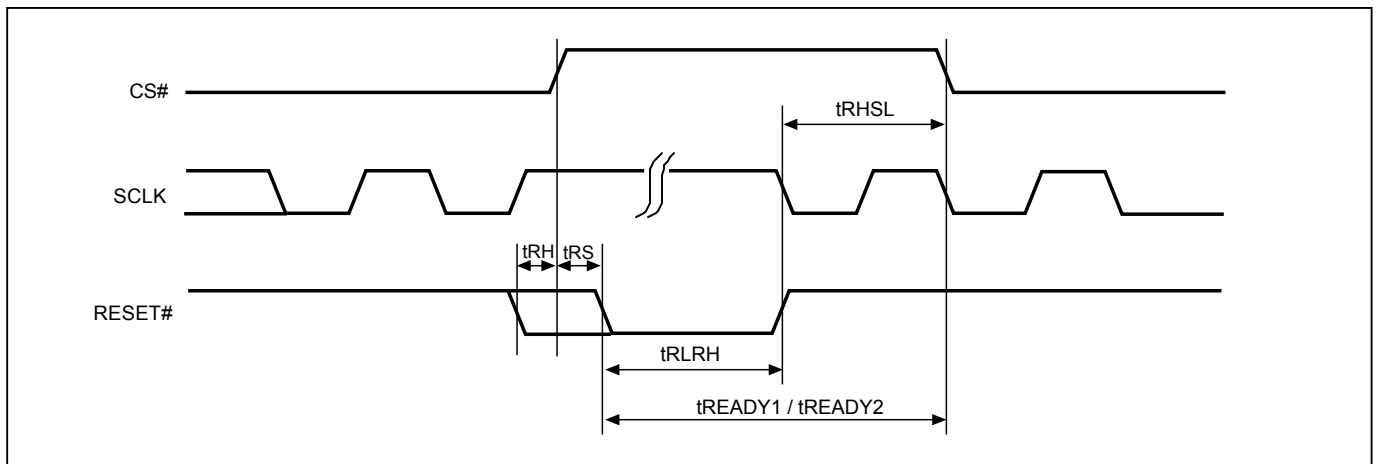 CS#
tRHSL
SCLK
tRH tRS
RESET#
tRLRH
tREADY1 / tREADY2